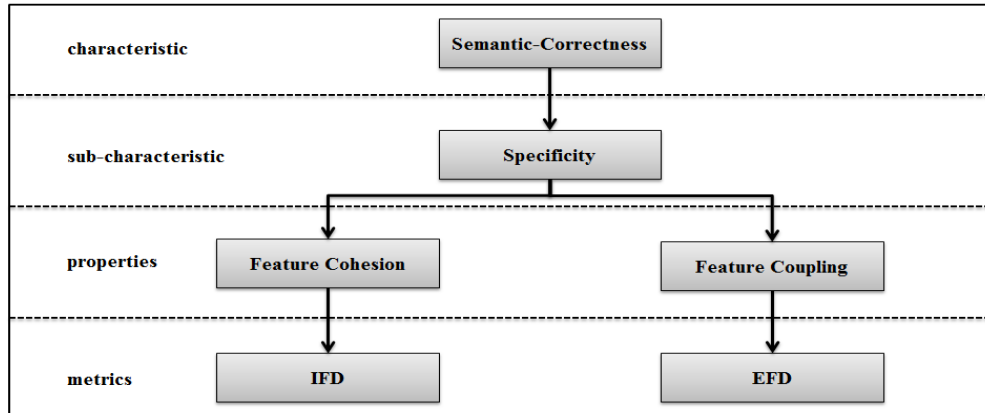 characteristic
Semantic-Correctness
sub-characteristic
Specificity
properties
Feature Cohesion
Feature Coupling
metrics
IFD
EFD